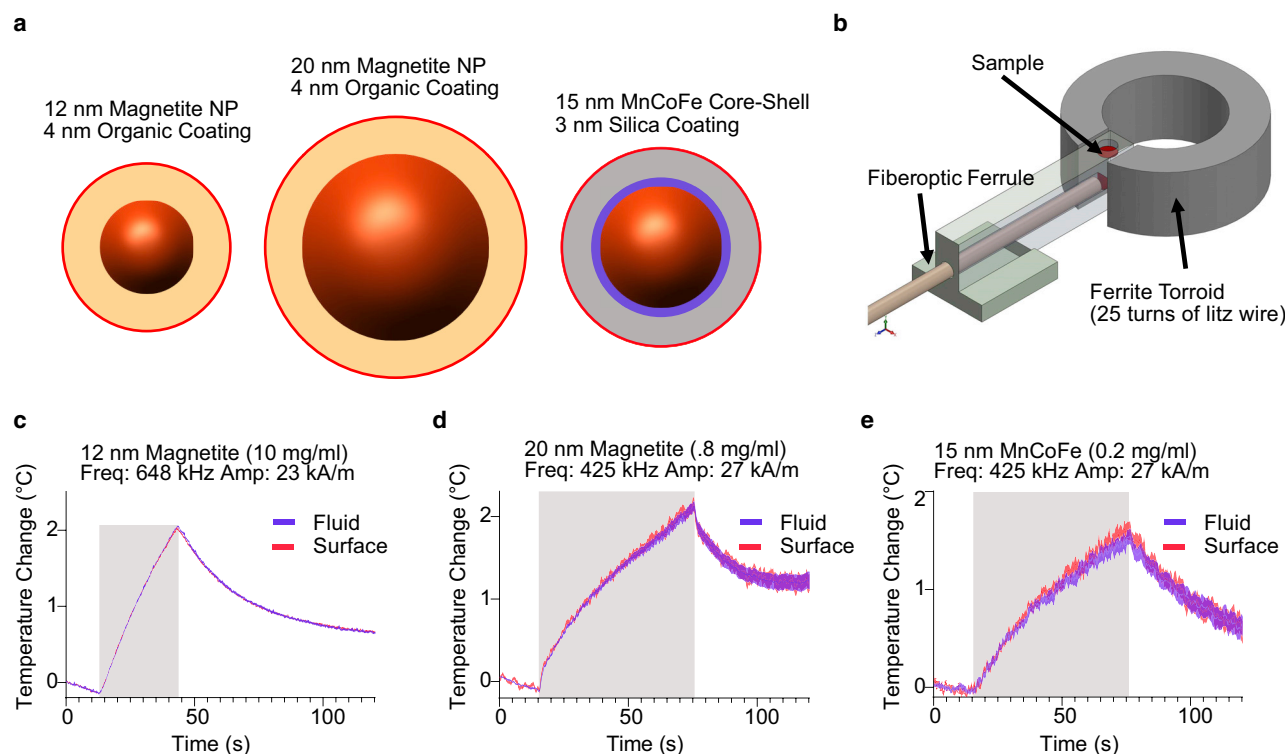 a
12 nm Magnetite NP
4 nm Organic Coating
20 nm Magnetite NP
4 nm Organic Coating
15 nm MnCoFe Core-Shell
3 nm Silica Coating
b
Sample
Fiberoptic Ferrule
Ferrite Torroid
(25 turns of litz wire)
c
12 nm Magnetite (10 mg/ml)
Freq: 648 kHz Amp: 23 kA/m
Temperature Change (°C)
2
1
0
Fluid
Surface
0
50
100
Time (s)
d
20 nm Magnetite (.8 mg/ml)
Freq: 425 kHz Amp: 27 kA/m
Temperature Change (°C)
2
1
0
Fluid
Surface
0
50
100
Time (s)
e
15 nm MnCoFe (0.2 mg/ml)
Freq: 425 kHz Amp: 27 kA/m
Temperature Change (°C)
2
1
0
Fluid
Surface
0
50
100
Time (s)